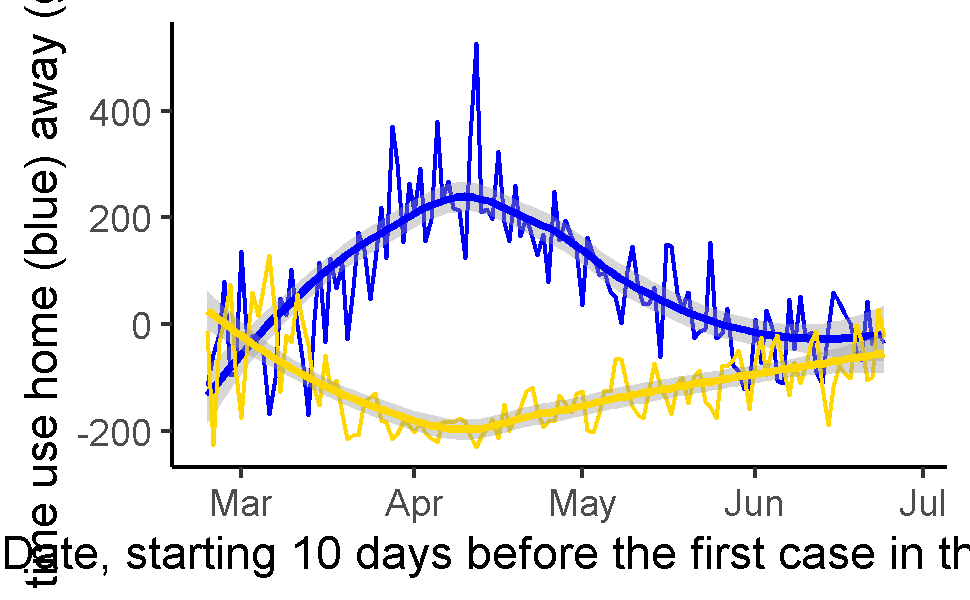 time use home (blue) away (
400
200
0
-200
Mar Apr May Jun Jul
Date, starting 10 days before the first case in th